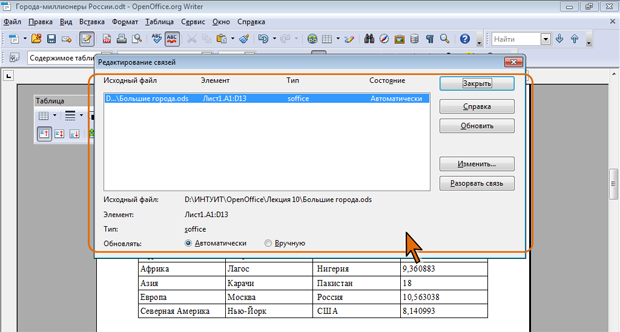 Города-миллионеры России.odt - OpenOffice.org Writer
Файл Правка Вид Вставка Формат Таблица Сервис Окно Справка
Найти
Содержимое табли
Редактирование связей
Исходный файл Элемент Тип Состояние
D...\Большие города.ods Лист1.A1:D13 soffice Автоматически
Закрыть
Справка
Обновить
Изменить...
Разорвать связь
Таблица
Исходный файл: D:\ИНТУИТ\OpenOffice\Лекция 10\Большие города.ods
Элемент: Лист1.A1:D13
Тип: soffice
Обновлять: Автоматически Вручную
Африка Лагос Нигерия 9,360883
Азия Карачи Пакистан 18
Европа Москва Россия 10,563038
Северная Америка Нью-Йорк США 8,140993